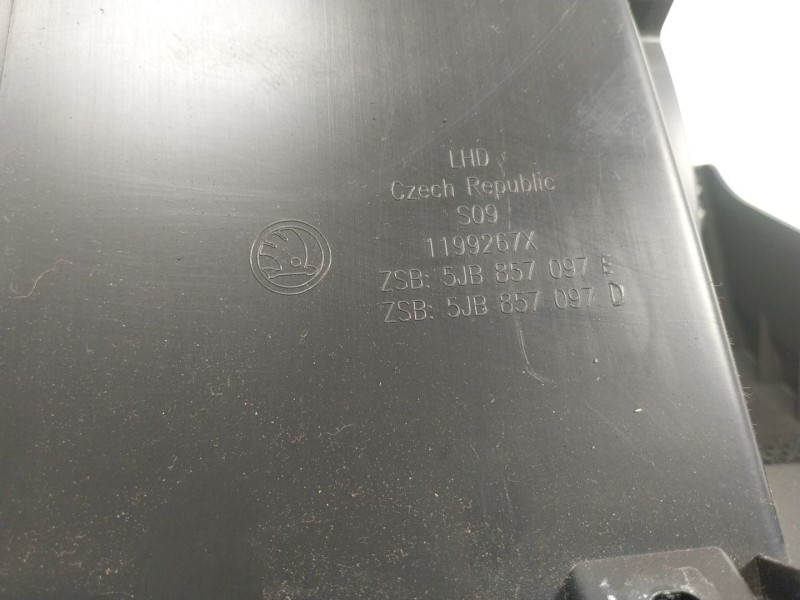 LHD
Czech Republic
S09
1199267X
ZSB: 5JB 857 097 E
ZSB: 5JB 857 097 D